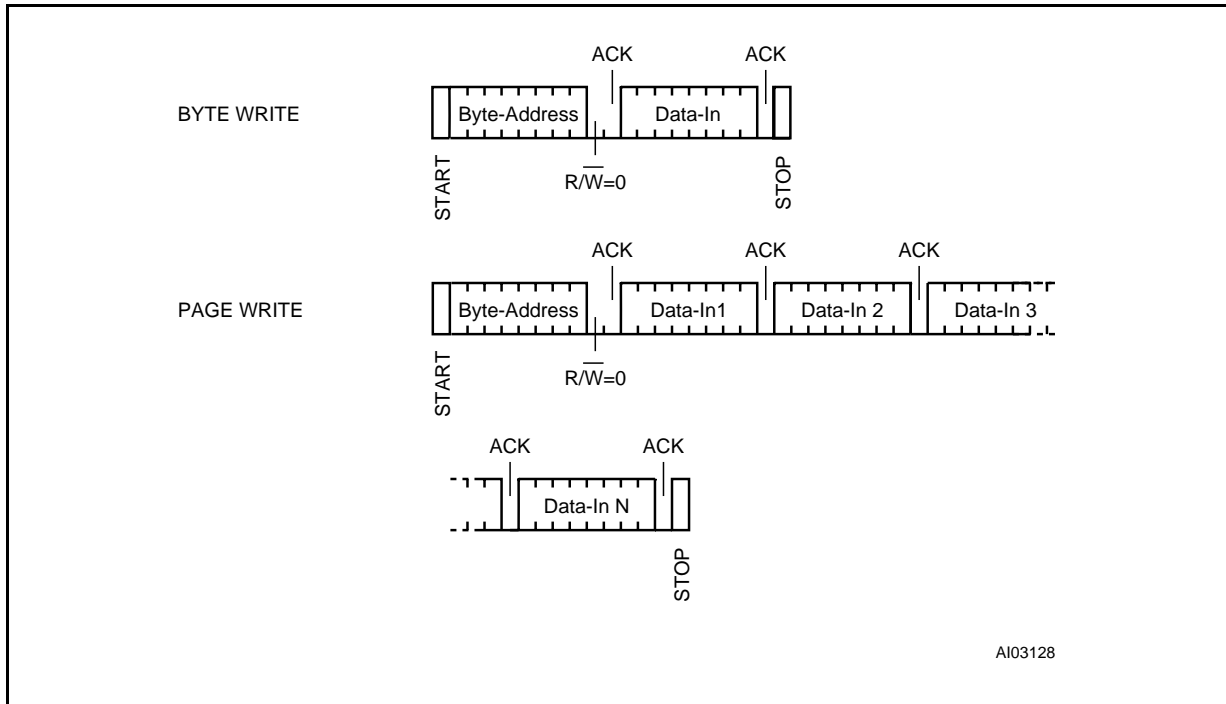 ACK ACK
BYTE WRITE Byte-Address Data-In
START R/W̅=0 STOP
ACK ACK ACK
PAGE WRITE Byte-Address Data-In1 Data-In 2 Data-In 3
START R/W̅=0
ACK ACK
Data-In N
STOP
AI03128